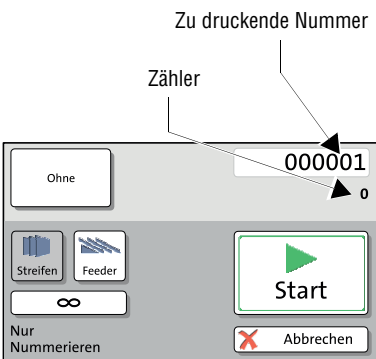 Zu druckende Nummer
Zähler
000001
Ohne
0
Streifen
Feeder
∞
Start
Nur
Nummerieren
Abbrechen